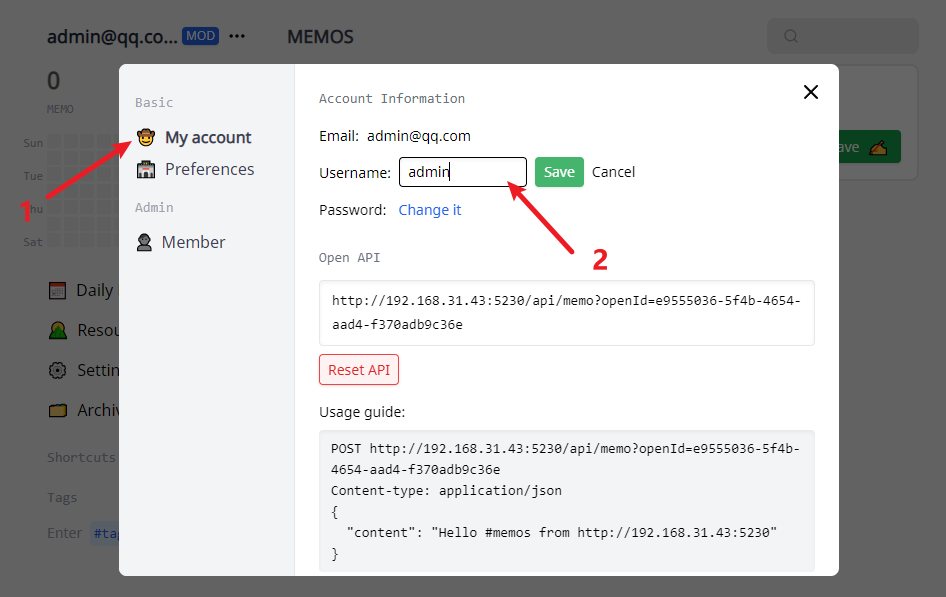 admin@qq.co... MOD ••• MEMOS
0
MEMO
Sun
Tue
Thu
Sat
Daily
Resou
Settin
Archiv
Shortcuts
Tags
Enter #tag
ave
Basic
My account
Preferences
Admin
Member
1
Account Information
Email: admin@qq.com
Username: admin Save Cancel
Password: Change it
2
Open API
http://192.168.31.43:5230/api/memo?openId=e9555036-5f4b-4654-
aad4-f370adb9c36e
Reset API
Usage guide:
POST http://192.168.31.43:5230/api/memo?openId=e9555036-5f4b-
4654-aad4-f370adb9c36e
Content-type: application/json
{
"content": "Hello #memos from http://192.168.31.43:5230"
}